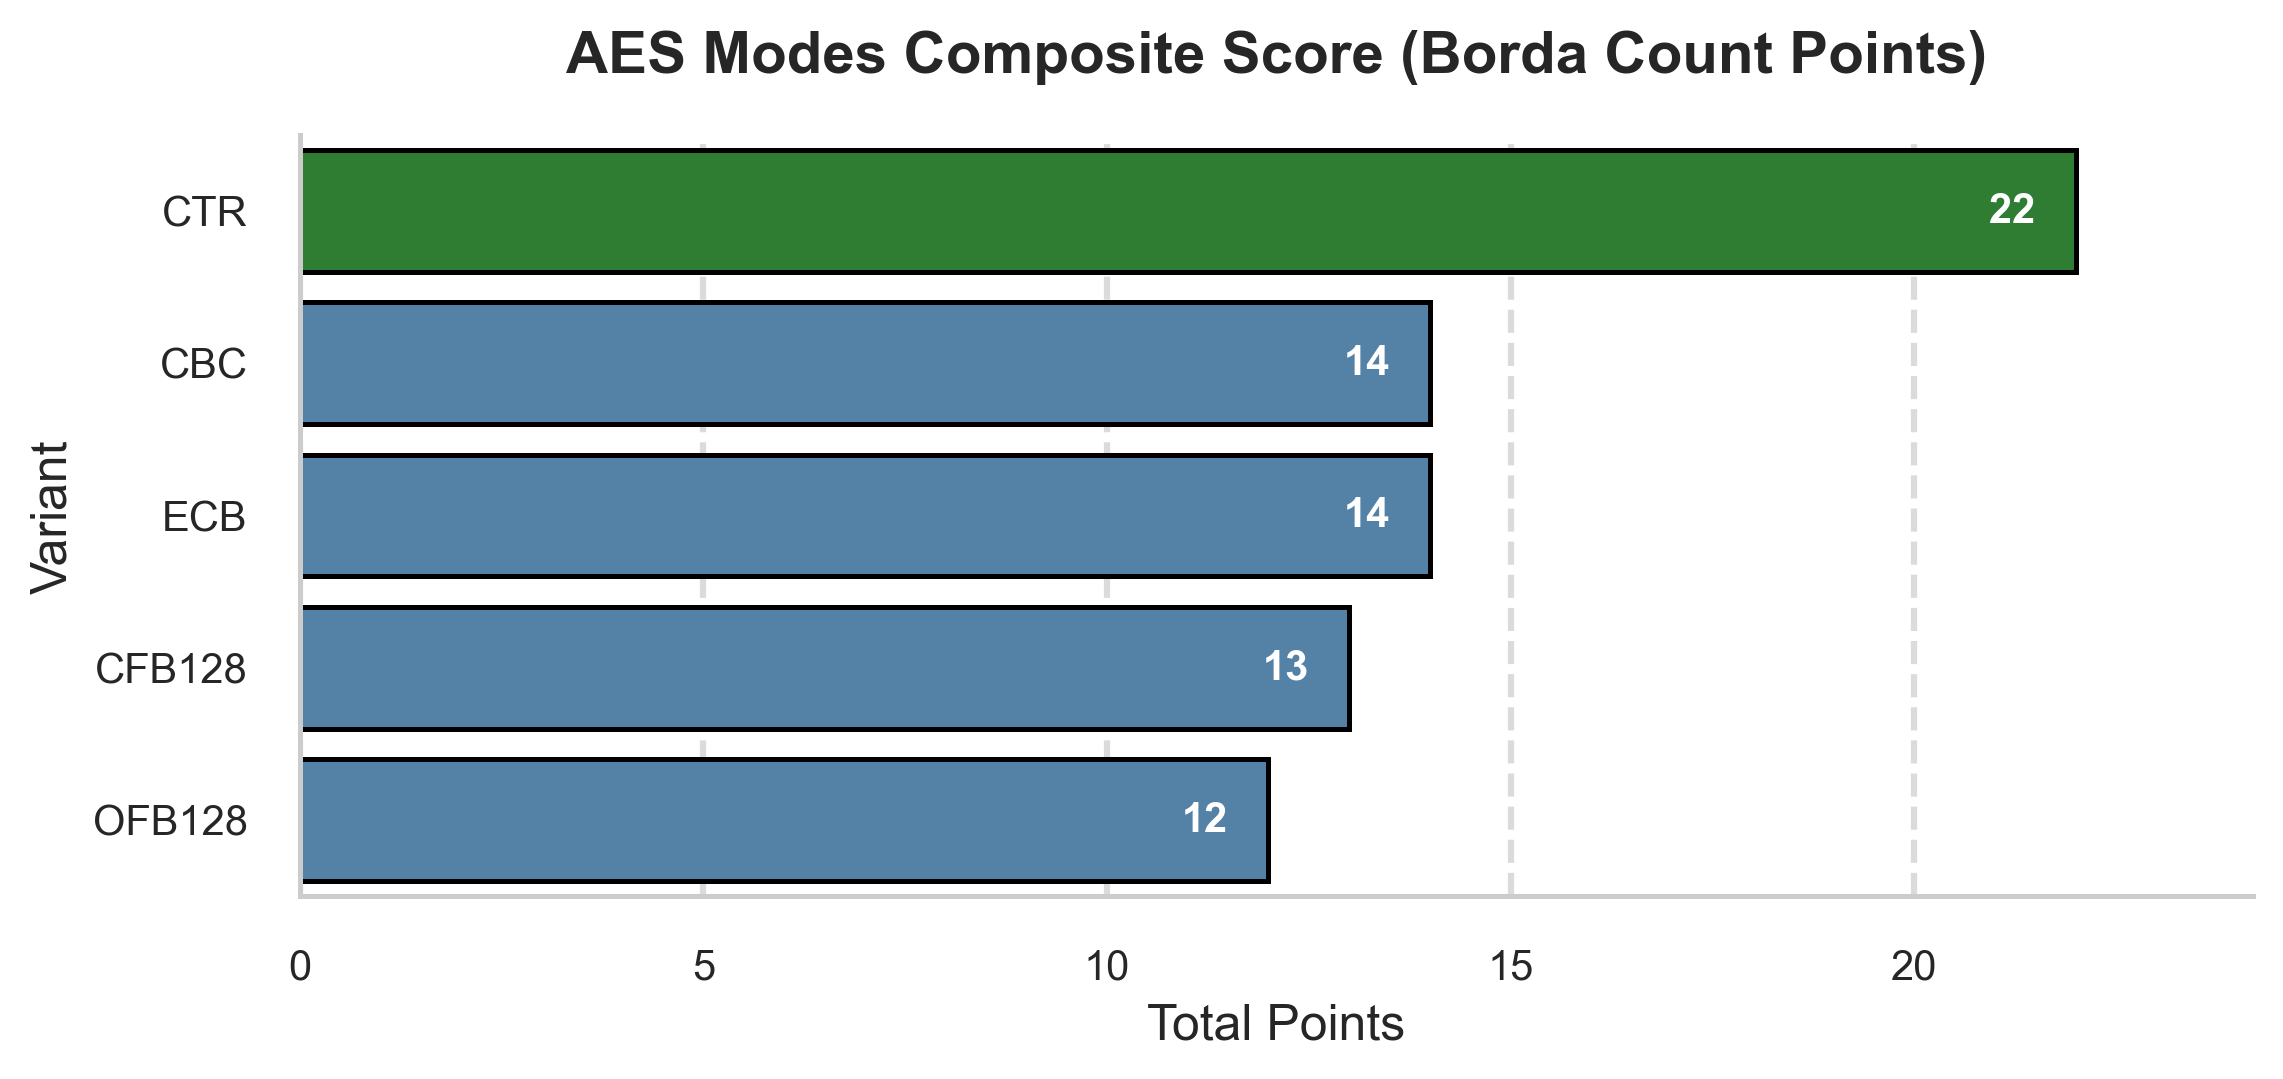 AES Modes Composite Score (Borda Count Points)
CTR
22
CBC
14
ECB
14
CFB128
13
OFB128
12
Variant
0 5 10 15 20
Total Points